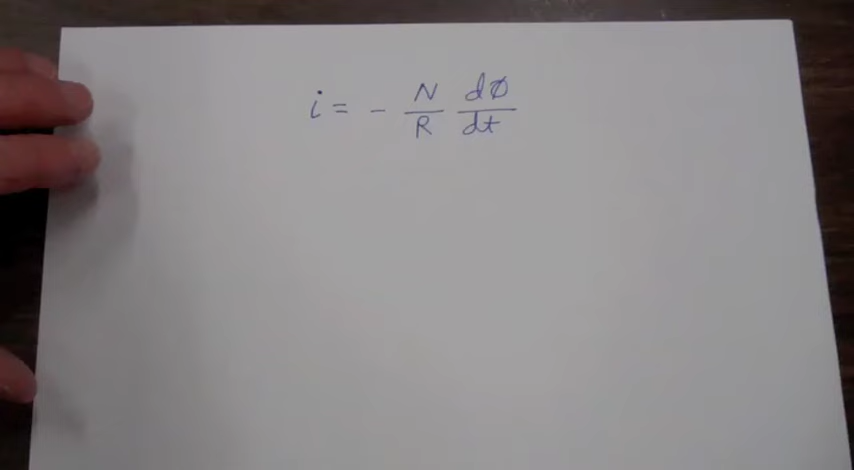 i = - N/R dØ/dt